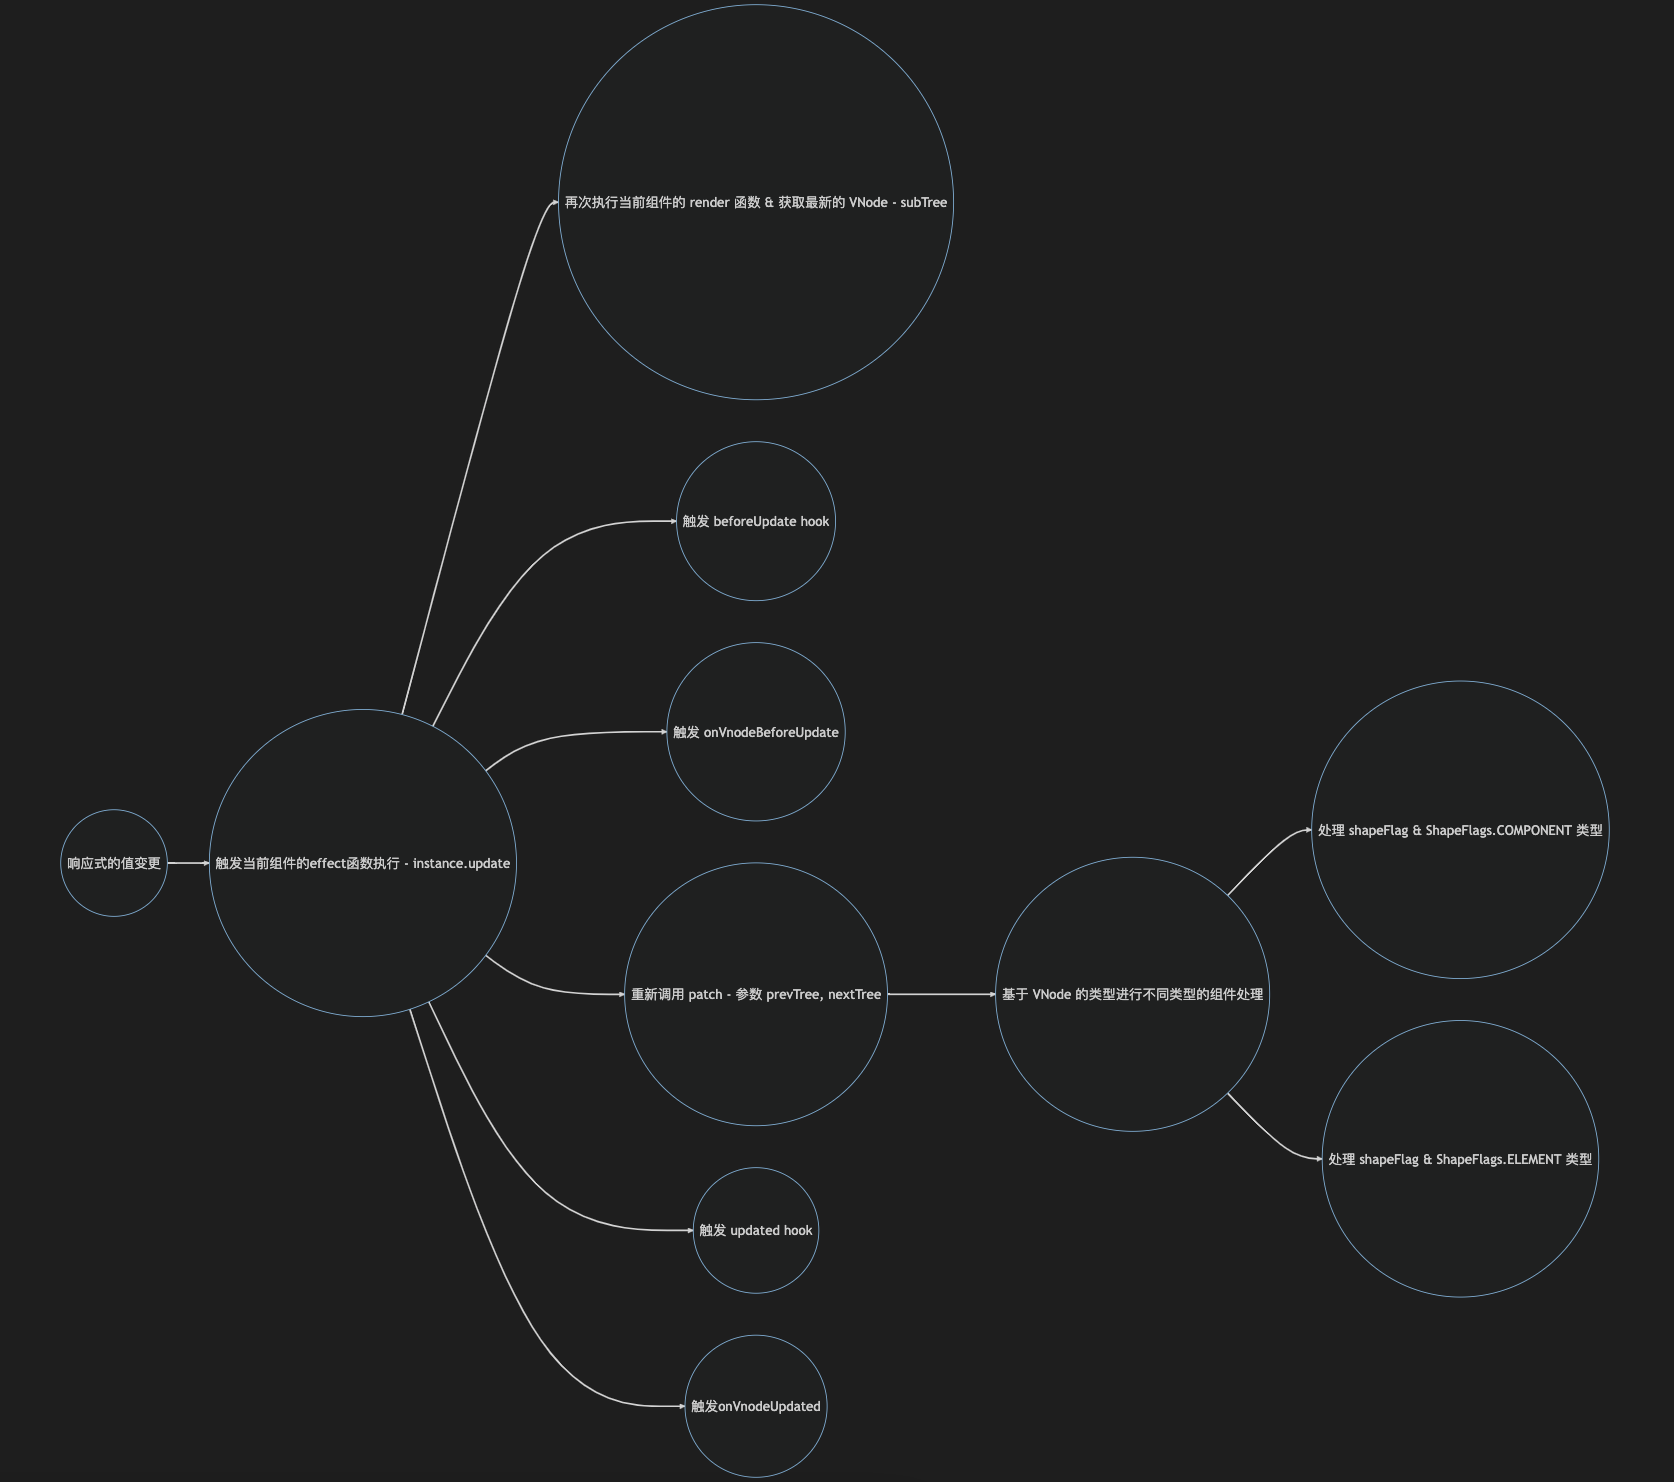 再次执行当前组件的 render 函数 & 获取最新的 VNode - subTree
触发 beforeUpdate hook
触发 onVnodeBeforeUpdate
响应式的值变更
触发当前组件的effect函数执行 - instance.update
重新调用 patch - 参数 prevTree, nextTree
基于 VNode 的类型进行不同类型的组件处理
处理 shapeFlag & ShapeFlags.COMPONENT 类型
处理 shapeFlag & ShapeFlags.ELEMENT 类型
触发 updated hook
触发onVnodeUpdated